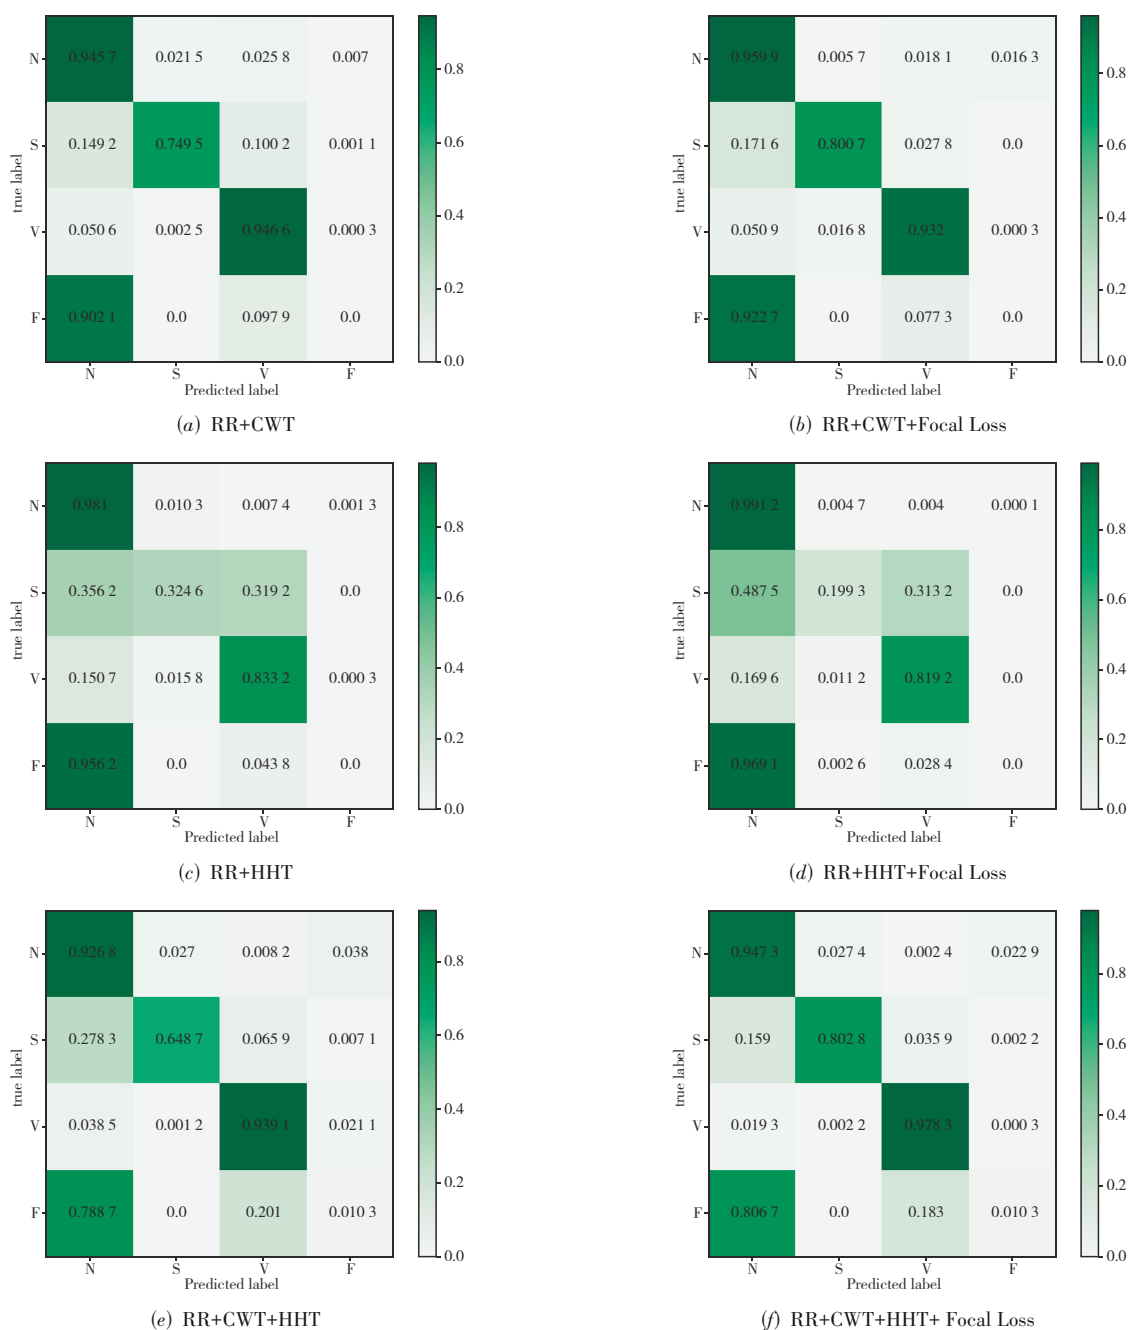 N 0.945 7 0.021 5 0.025 8 0.007
S 0.149 2 0.749 5 0.100 2 0.001 1
V 0.050 6 0.002 5 0.946 6 0.000 3
F 0.902 1 0.0 0.097 9 0.0
N S V F
true label
Predicted label
0.8
0.6
0.4
0.2
0.0
(a) RR+CWT
N 0.959 9 0.005 7 0.018 1 0.016 3
S 0.171 6 0.800 7 0.027 8 0.0
V 0.050 9 0.016 8 0.932 0.000 3
F 0.922 7 0.0 0.077 3 0.0
N S V F
true label
Predicted label
0.8
0.6
0.4
0.2
0.0
(b) RR+CWT+Focal Loss
N 0.981 0.010 3 0.007 4 0.001 3
S 0.356 2 0.324 6 0.319 2 0.0
V 0.150 7 0.015 8 0.833 2 0.000 3
F 0.956 2 0.0 0.043 8 0.0
N S V F
true label
Predicted label
0.8
0.6
0.4
0.2
0.0
(c) RR+HHT
N 0.991 2 0.004 7 0.004 0.000 1
S 0.487 5 0.199 3 0.313 2 0.0
V 0.169 6 0.011 2 0.819 2 0.0
F 0.969 1 0.002 6 0.028 4 0.0
N S V F
true label
Predicted label
0.8
0.6
0.4
0.2
0.0
(d) RR+HHT+Focal Loss
N 0.926 8 0.027 0.008 2 0.038
S 0.278 3 0.648 7 0.065 9 0.007 1
V 0.038 5 0.001 2 0.939 1 0.021 1
F 0.788 7 0.0 0.201 0.010 3
N S V F
true label
Predicted label
0.8
0.6
0.4
0.2
0.0
(e) RR+CWT+HHT
N 0.947 3 0.027 4 0.002 4 0.022 9
S 0.159 0.802 8 0.035 9 0.002 2
V 0.019 3 0.002 2 0.978 3 0.000 3
F 0.806 7 0.0 0.183 0.010 3
N S V F
true label
Predicted label
0.8
0.6
0.4
0.2
0.0
(f) RR+CWT+HHT+ Focal Loss